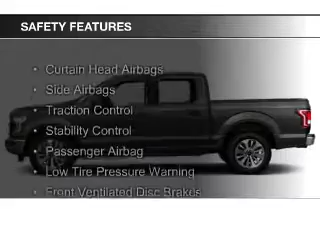 SAFETY FEATURES
• Curtain Head Airbags
• Side Airbags
• Traction Control
• Stability Control
• Passenger Airbag
• Low Tire Pressure Warning
• Front Ventilated Disc Brakes